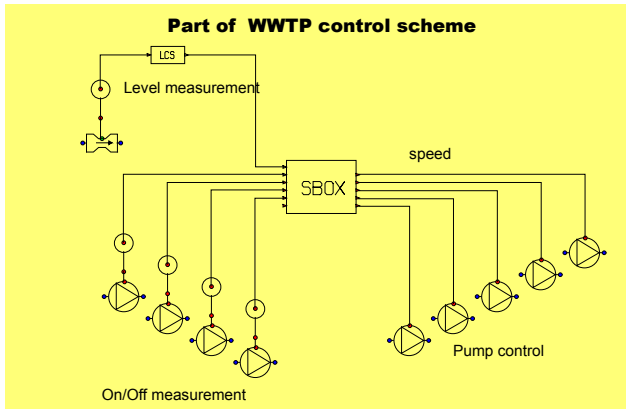 Part of WWTP control scheme
LCS
Level measurement
speed
SBOX
Pump control
On/Off measurement